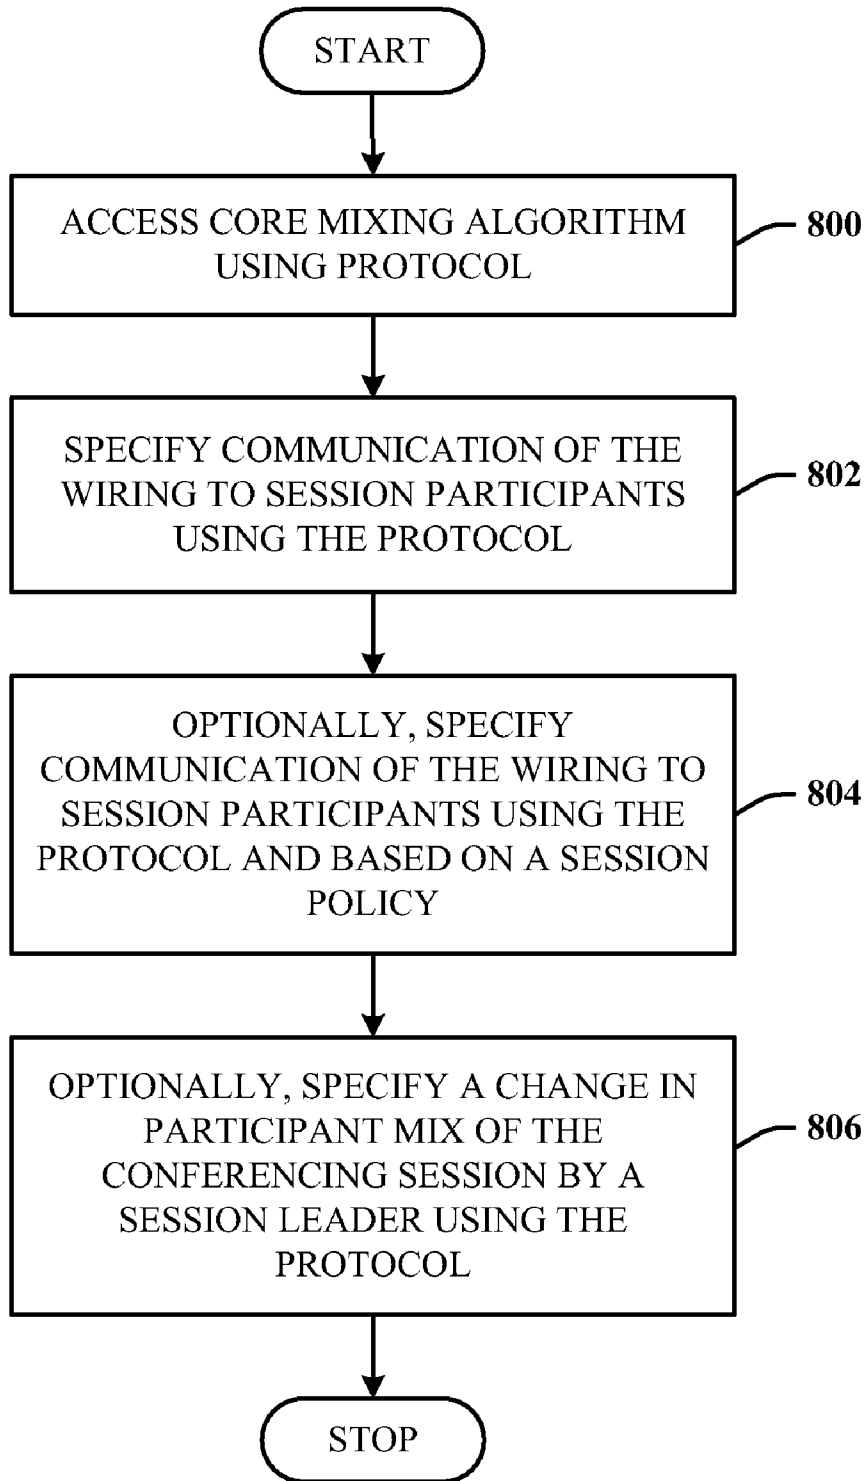 START
ACCESS CORE MIXING ALGORITHM
USING PROTOCOL
800
SPECIFY COMMUNICATION OF THE
WIRING TO SESSION PARTICIPANTS
USING THE PROTOCOL
802
OPTIONALLY, SPECIFY
COMMUNICATION OF THE WIRING TO
SESSION PARTICIPANTS USING THE
PROTOCOL AND BASED ON A SESSION
POLICY
804
OPTIONALLY, SPECIFY A CHANGE IN
PARTICIPANT MIX OF THE
CONFERENCING SESSION BY A
SESSION LEADER USING THE
PROTOCOL
806
STOP